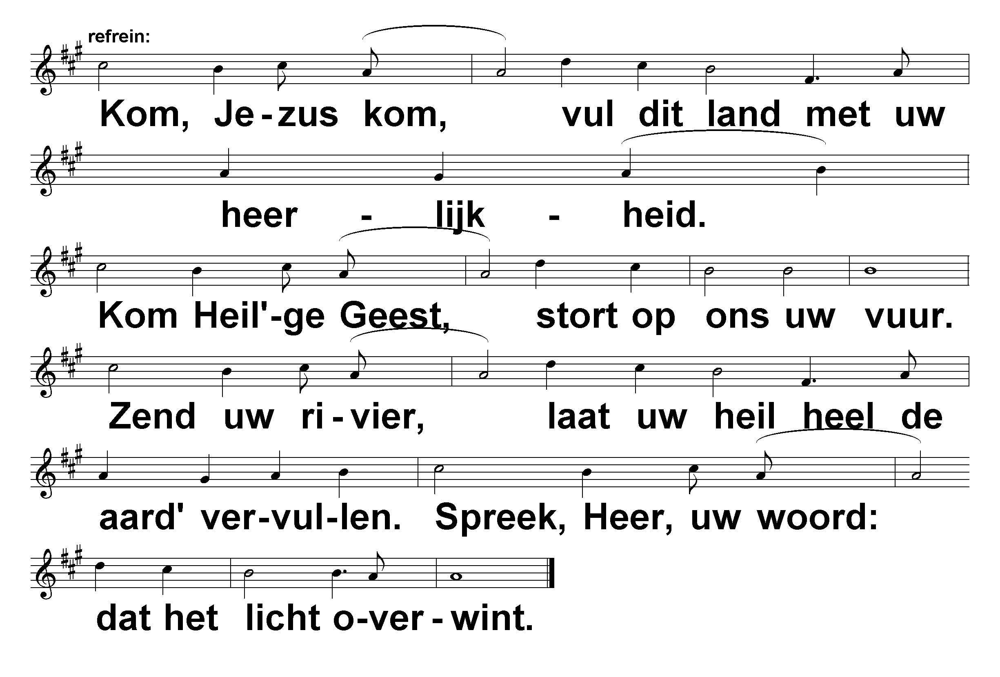 refrein:
Kom, Je-zus kom, vul dit land met uw
heer - lijk - heid.
Kom Heil'-ge Geest, stort op ons uw vuur.
Zend uw ri-vier, laat uw heil heel de
aard' ver-vul-len. Spreek, Heer, uw woord:
dat het licht o-ver-wint.